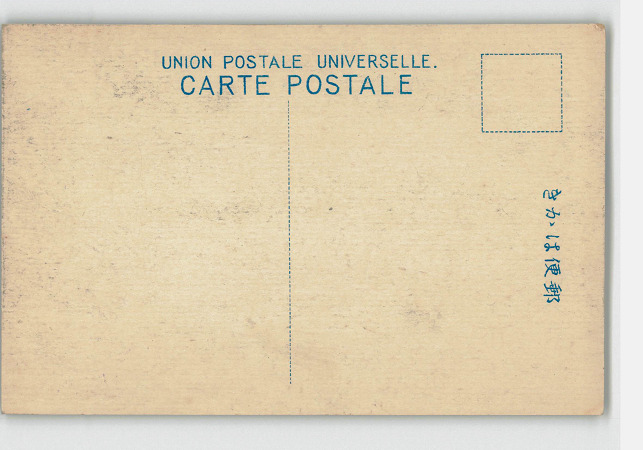 UNION POSTALE UNIVERSELLE.
CARTE POSTALE
きかは便郵